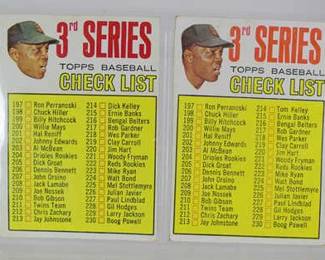 3rd SERIES
TOPPS BASEBALL
CHECK LIST
197 Ron Perranoski 214 Dick Kelley
198 Chuck Hiller 215 Ernie Banks
199 Billy Hitchcock 216 Bengal Belters
200 Willie Mays 217 Rob Gardner
201 Hal Reniff 218 Wes Parker
202 Johnny Edwards 219 Clay Carroll
203 Al McBean 220 Jim Hart
204 Orioles Rookies 221 Woody Fryman
205 Dick Groat 222 Reds Rookies
206 Dennis Bennett 223 Mike Ryan
207 John Orsino 224 Walt Bond
208 Jack Lamabe 225 Mel Stottlemyre
209 Joe Nossek 226 Julian Javier
210 Bob Gibson 227 Paul Lindblad
211 Twins Team 228 Gil Hodges
212 Chris Zachary 229 Larry Jackson
213 Jay Johnstone 230 Boog Powell
3rd SERIES
TOPPS BASEBALL
CHECK LIST
197 Ron Perranoski 214 Tom Kelley
198 Chuck Hiller 215 Ernie Banks
199 Billy Hitchcock 216 Bengal Belters
200 Willie Mays 217 Rob Gardner
201 Hal Reniff 218 Wes Parker
202 Johnny Edwards 219 Clay Carroll
203 Al McBean 220 Jim Hart
204 Orioles Rookies 221 Woody Fryman
205 Dick Groat 222 Reds Rookies
206 Dennis Bennett 223 Mike Ryan
207 John Orsino 224 Walt Bond
208 Jack Lamabe 225 Mel Stottlemyre
209 Joe Nossek 226 Julian Javier
210 Bob Gibson 227 Paul Lindblad
211 Twins Team 228 Gil Hodges
212 Chris Zachary 229 Larry Jackson
213 Jay Johnstone 230 Boog Powell